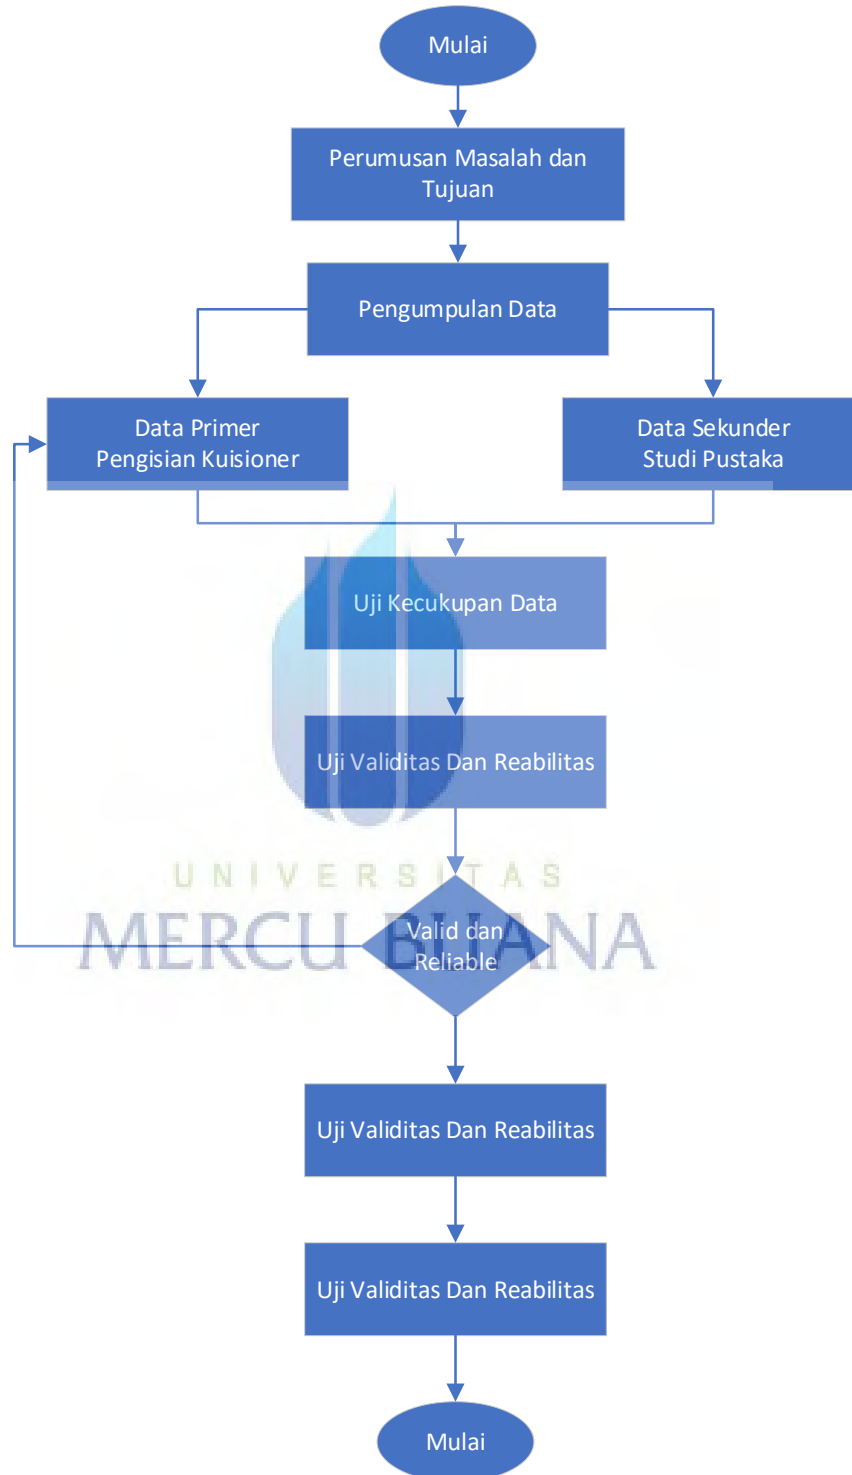 Mulai
Perumusan Masalah dan
Tujuan
Pengumpulan Data
Data Primer
Pengisian Kuisioner
Data Sekunder
Studi Pustaka
Uji Kecukupan Data
Uji Validitas Dan Reabilitas
UNIVERSITAS
MERCU BUANA
Valid dan
Reliable
Uji Validitas Dan Reabilitas
Uji Validitas Dan Reabilitas
Mulai